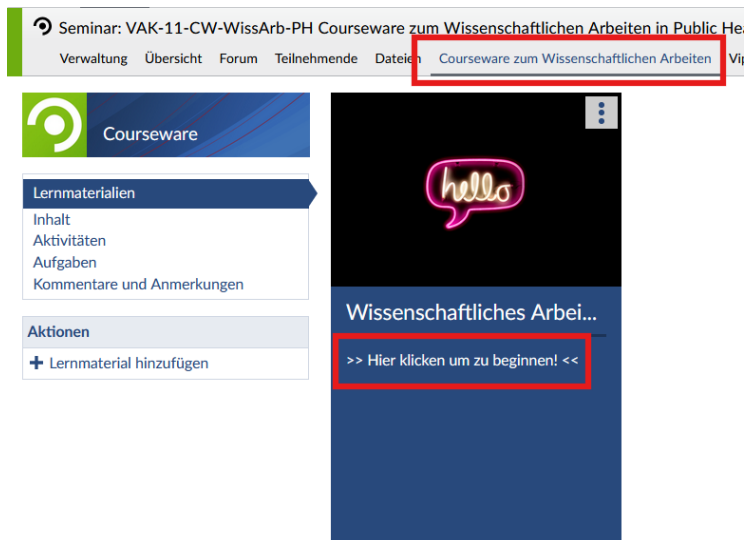 Seminar: VAK-11-CW-WissArb-PH Courseware zum Wissenschaftlichen Arbeiten in Public Hea
Verwaltung Übersicht Forum Teilnehmende Dateien Courseware zum Wissenschaftlichen Arbeiten Vip
Courseware
Lernmaterialien
Inhalt
Aktivitäten
Aufgaben
Kommentare und Anmerkungen
Aktionen
Lernmaterial hinzufügen
hello
Wissenschaftliches Arbei...
>> Hier klicken um zu beginnen! <<